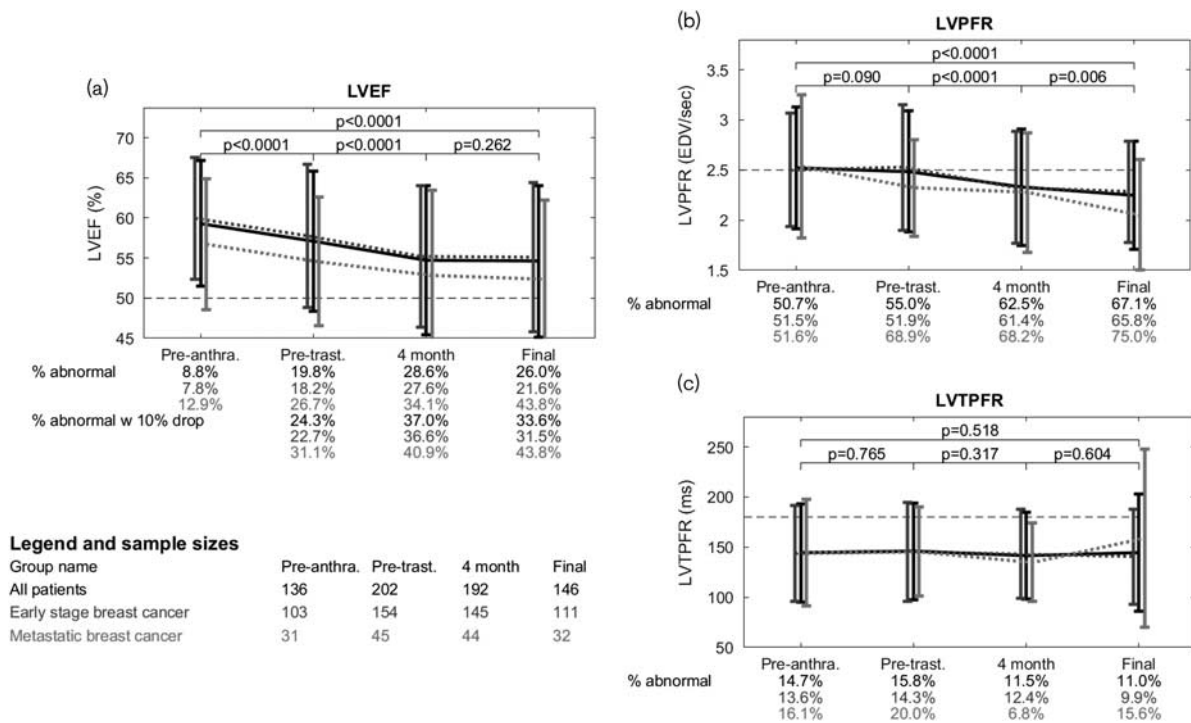 (a)
LVEF
p<0.0001
p<0.0001 p<0.0001 p=0.262
LVEF (%)
70
65
60
55
50
45
Pre-anthra. Pre-trast. 4 month Final
% abnormal 8.8% 19.8% 28.6% 26.0%
7.8% 18.2% 27.6% 21.6%
12.9% 26.7% 34.1% 43.8%
% abnormal w 10% drop 24.3% 37.0% 33.6%
22.7% 36.6% 31.5%
31.1% 40.9% 43.8%
Legend and sample sizes
Group name Pre-anthra. Pre-trast. 4 month Final
All patients 136 202 192 146
Early stage breast cancer 103 154 145 111
Metastatic breast cancer 31 45 44 32
(b)
LVPFR
p<0.0001
p=0.090 p<0.0001 p=0.006
LVPFR (EDV/sec)
3.5
3
2.5
2
1.5
Pre-anthra. Pre-trast. 4 month Final
% abnormal 50.7% 55.0% 62.5% 67.1%
51.5% 51.9% 61.4% 65.8%
51.6% 68.9% 68.2% 75.0%
(c)
LVTPFR
p=0.518
p=0.765 p=0.317 p=0.604
LVTPFR (ms)
250
200
150
100
50
Pre-anthra. Pre-trast. 4 month Final
% abnormal 14.7% 15.8% 11.5% 11.0%
13.6% 14.3% 12.4% 9.9%
16.1% 20.0% 6.8% 15.6%